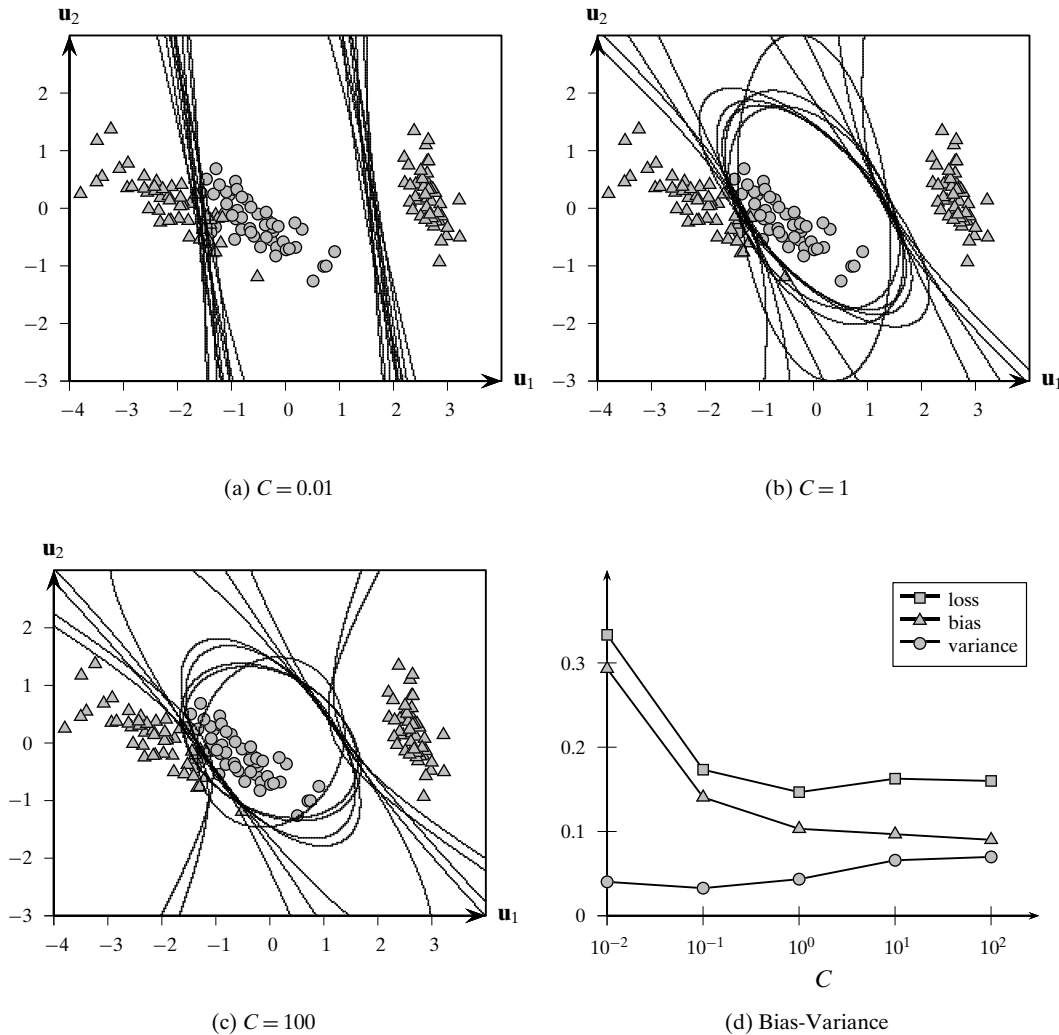 u2
2
1
0
−1
−2
−3
u1
−4 −3 −2 −1 0 1 2 3
(a) C = 0.01
u2
2
1
0
−1
−2
−3
u1
−4 −3 −2 −1 0 1 2 3
(b) C = 1
u2
2
1
0
−1
−2
−3
u1
−4 −3 −2 −1 0 1 2 3
(c) C = 100
loss
bias
variance
0.3
0.2
0.1
0
10−2 10−1 100 101 102
C
(d) Bias-Variance